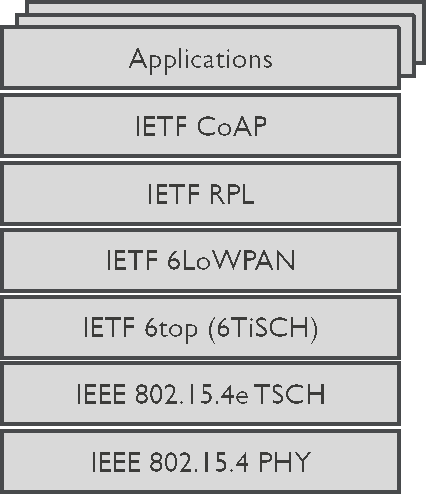 Applications
IETF CoAP
IETF RPL
IETF 6LoWPAN
IETF 6top (6TiSCH)
IEEE 802.15.4e TSCH
IEEE 802.15.4 PHY